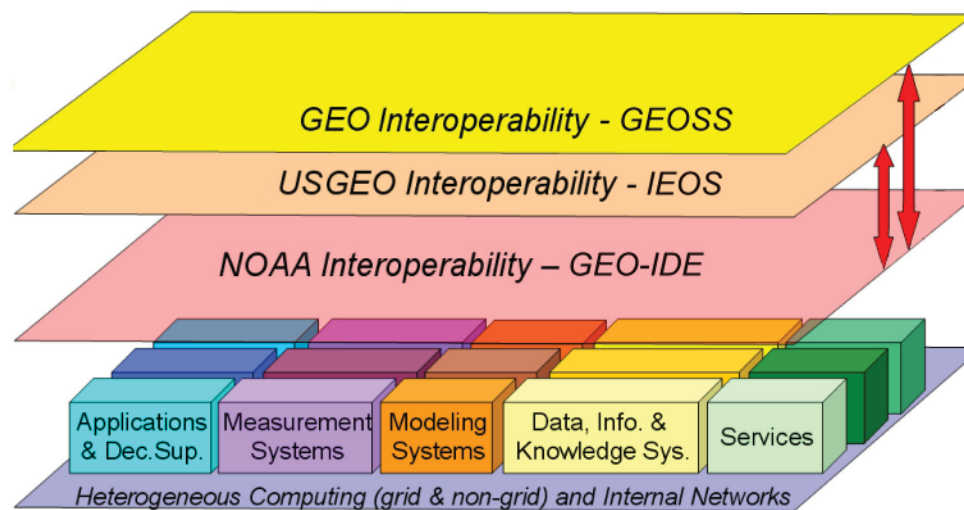 GEO Interoperability - GEOSS
USGEO Interoperability - IEOS
NOAA Interoperability – GEO-IDE
Applications
& Dec.Sup.
Measurement
Systems
Modeling
Systems
Data, Info. &
Knowledge Sys.
Services
Heterogeneous Computing (grid & non-grid) and Internal Networks